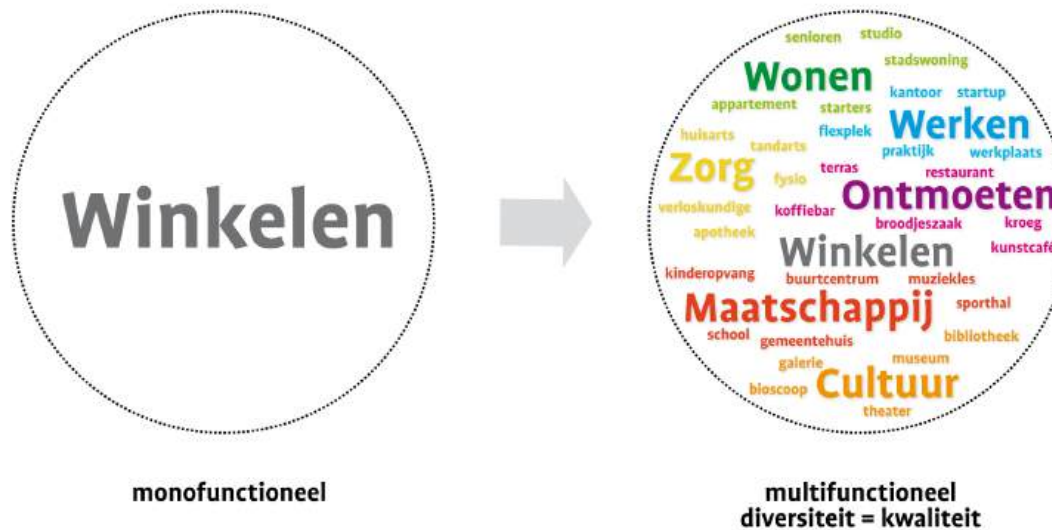 Winkelen
monofunctioneel
senioren studio
stadswoning
Wonen
kantoor startup
appartement starters
Werken
huisarts flexplek
tandarts praktijk werkplaats
Zorg
terras restaurant
fysio
Ontmoeten
verloskundige koffiebar
broodjeszaak kroeg
apotheek
Winkelen
kunstcafé
kinderopvang buurtcentrum muziekles
Maatschappij
sporthal
school gemeentehuis bibliotheek
galerie museum
bioscoop
Cultuur
theater
multifunctioneel
diversiteit = kwaliteit